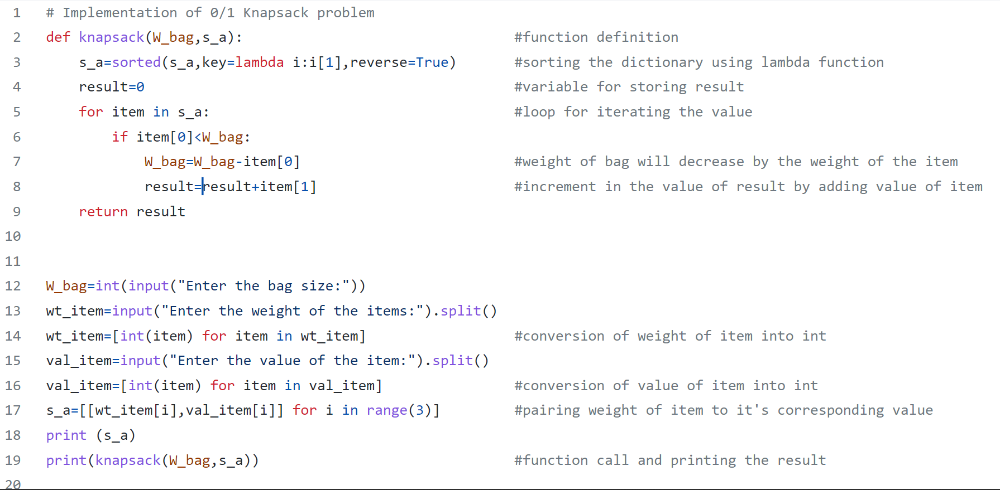 1 # Implementation of 0/1 Knapsack problem
2 def knapsack(W_bag,s_a): #function definition
3     s_a=sorted(s_a,key=lambda i:i[1],reverse=True) #sorting the dictionary using lambda function
4     result=0 #variable for storing result
5     for item in s_a: #loop for iterating the value
6         if item[0]<W_bag:
7             W_bag=W_bag-item[0] #weight of bag will decrease by the weight of the item
8             result=result+item[1] #increment in the value of result by adding value of item
9     return result
10
11
12 W_bag=int(input("Enter the bag size:"))
13 wt_item=input("Enter the weight of the items:").split()
14 wt_item=[int(item) for item in wt_item] #conversion of weight of item into int
15 val_item=input("Enter the value of the item:").split()
16 val_item=[int(item) for item in val_item] #conversion of value of item into int
17 s_a=[[wt_item[i],val_item[i]] for i in range(3)] #pairing weight of item to it's corresponding value
18 print (s_a)
19 print(knapsack(W_bag,s_a)) #function call and printing the result
20